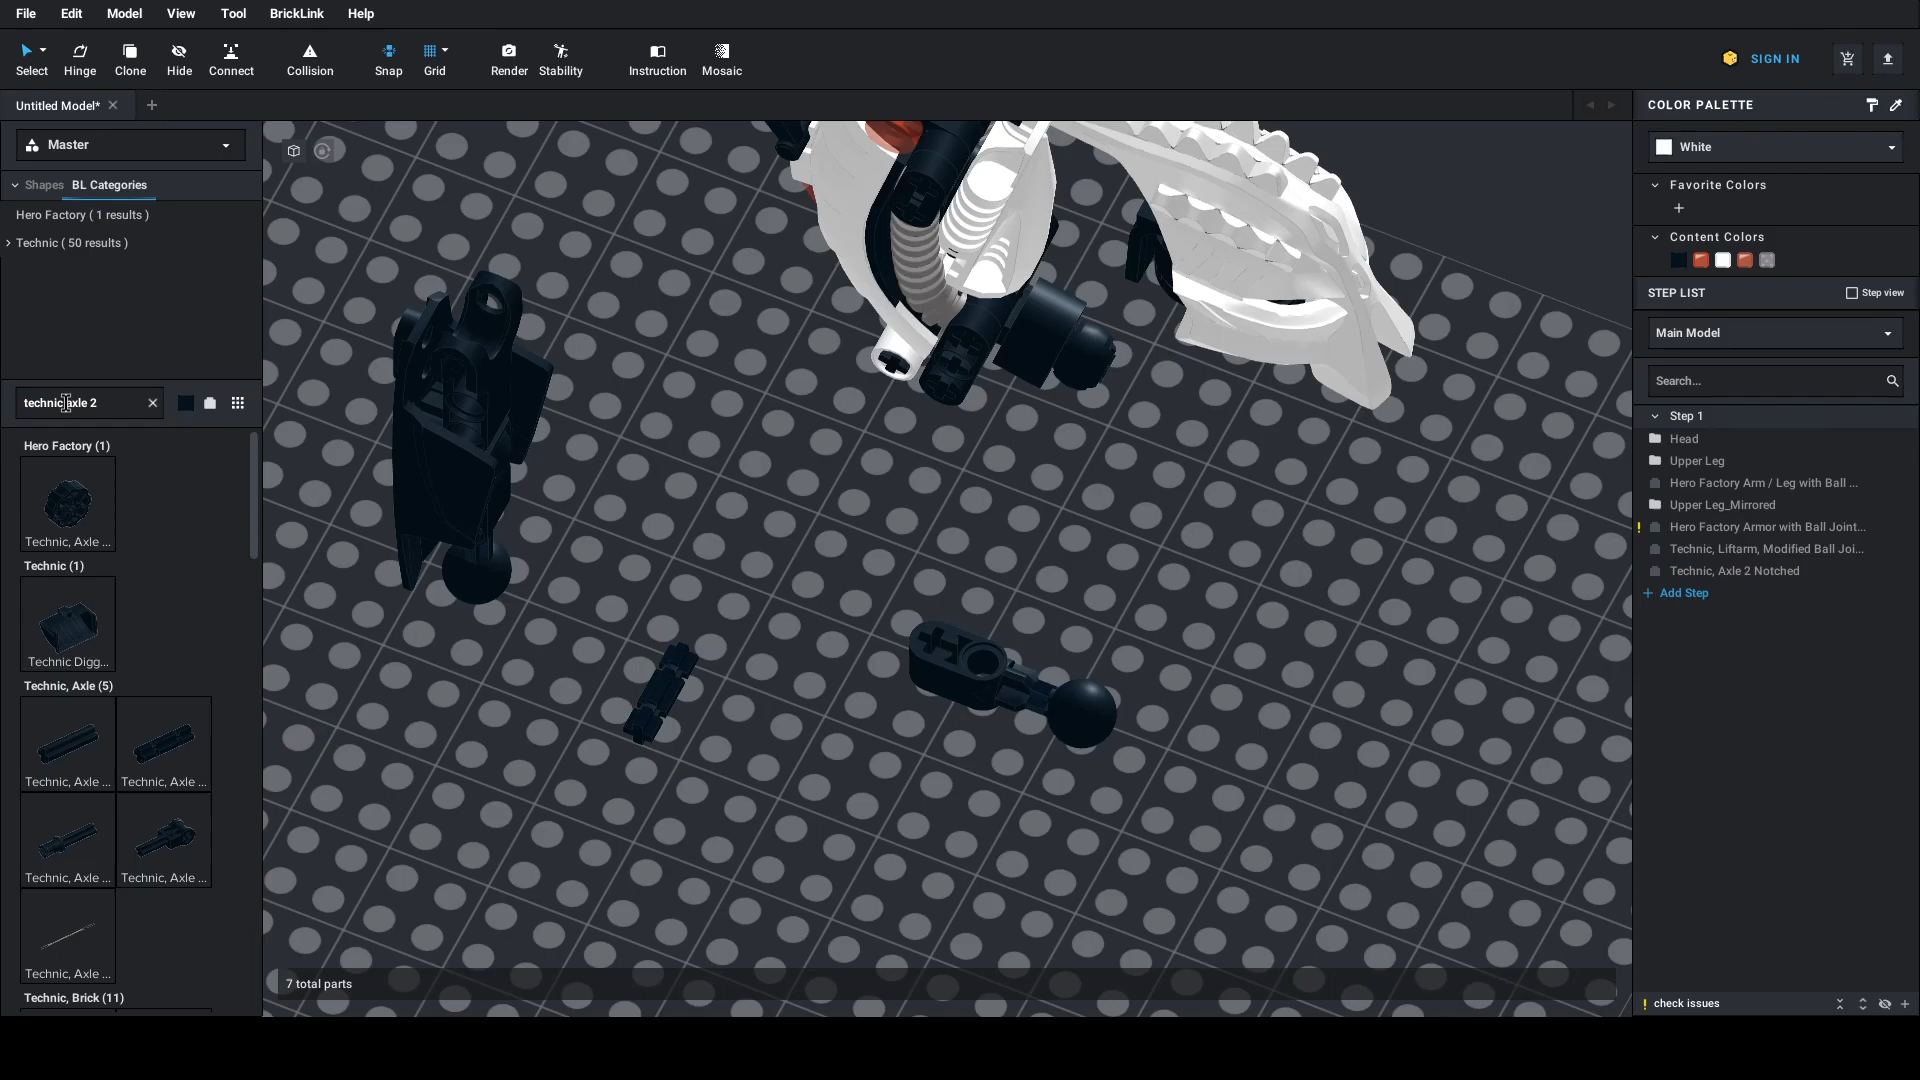 File Edit Model View Tool BrickLink Help
Select Hinge Clone Hide Connect Collision Snap Grid Render Stability Instruction Mosaic
SIGN IN
Untitled Model*
COLOR PALETTE
Master
White
Shapes BL Categories
Favorite Colors
Hero Factory ( 1 results )
Technic ( 50 results )
Content Colors
STEP LIST
Step view
Main Model
Search...
technic axle 2
Step 1
Head
Upper Leg
Hero Factory Arm / Leg with Ball ...
Upper Leg_Mirrored
Hero Factory Armor with Ball Joint...
Technic, Liftarm, Modified Ball Joi...
Technic, Axle 2 Notched
Add Step
Hero Factory (1)
Technic, Axle ...
Technic (1)
Technic Digg...
Technic, Axle (5)
Technic, Axle ... Technic, Axle ...
Technic, Axle ... Technic, Axle ...
Technic, Axle ...
Technic, Brick (11)
7 total parts
check issues